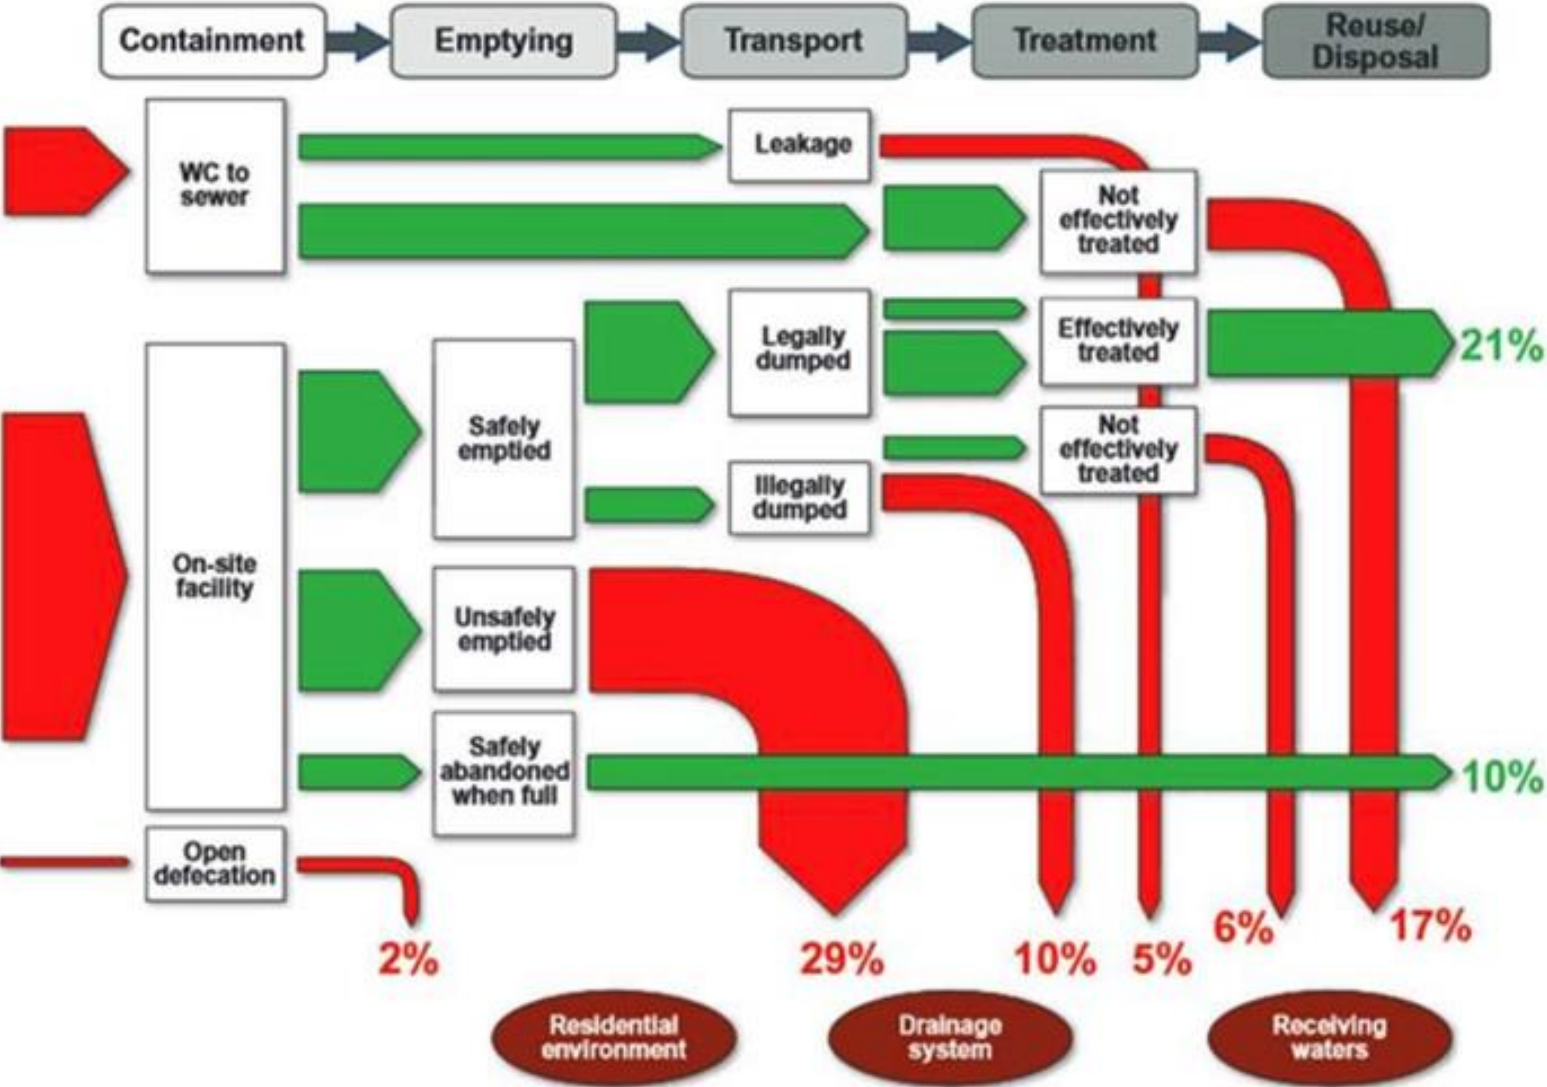 Containment
Emptying
Transport
Treatment
Reuse/
Disposal
WC to
sewer
Leakage
Not
effectively
treated
Legally
dumped
Effectively
treated
21%
Safely
emptied
Not
effectively
treated
Illegally
dumped
On-site
facility
Unsafely
emptied
Safely
abandoned
when full
10%
Open
defecation
2%
29%
10%
5%
6%
17%
Residential
environment
Drainage
system
Receiving
waters